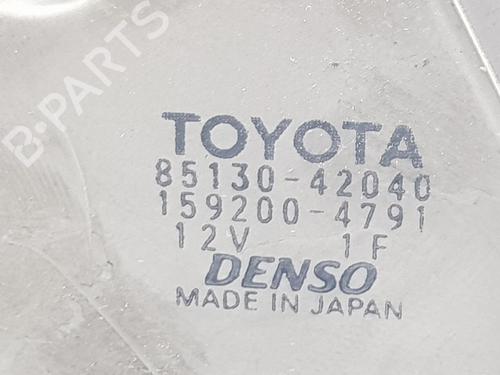 B-PARTS
TOYOTA
85130-42040
159200-4791
12V 1F
DENSO
MADE IN JAPAN